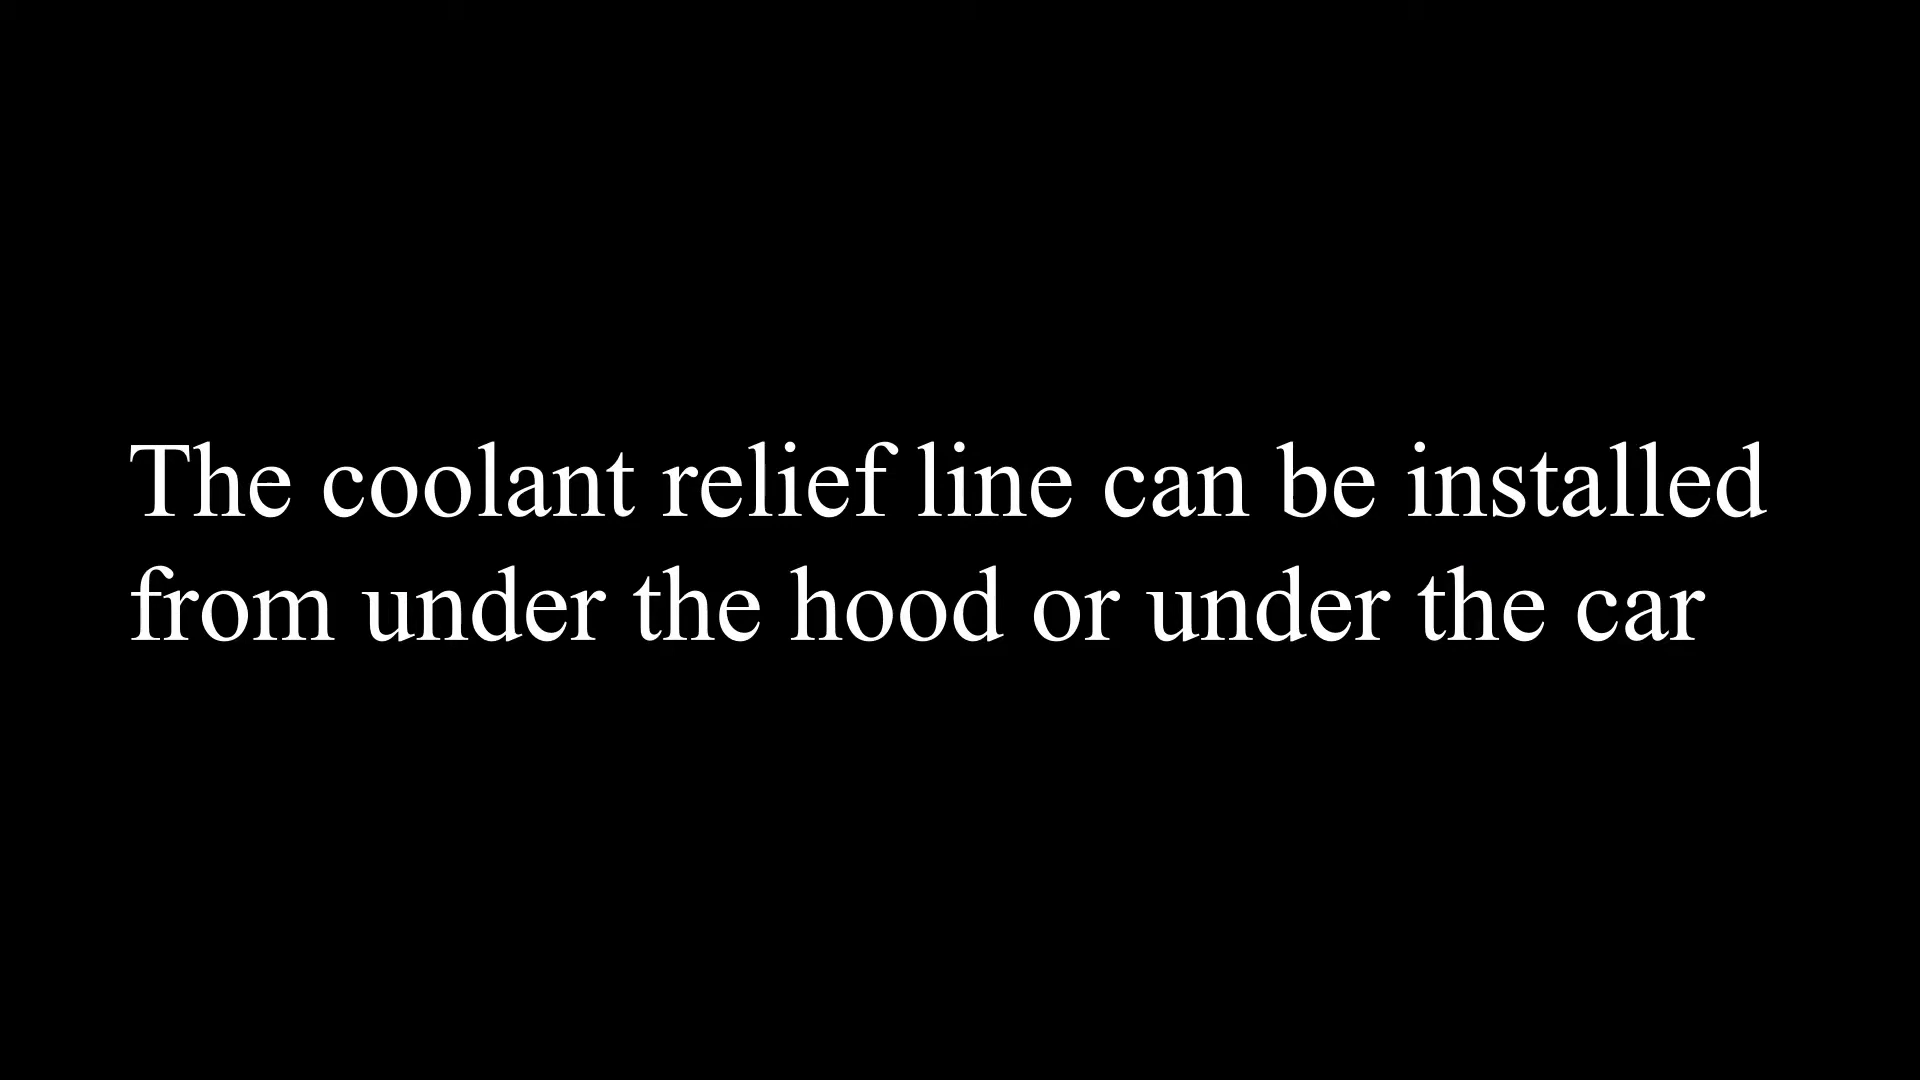 The coolant relief line can be installed
from under the hood or under the car